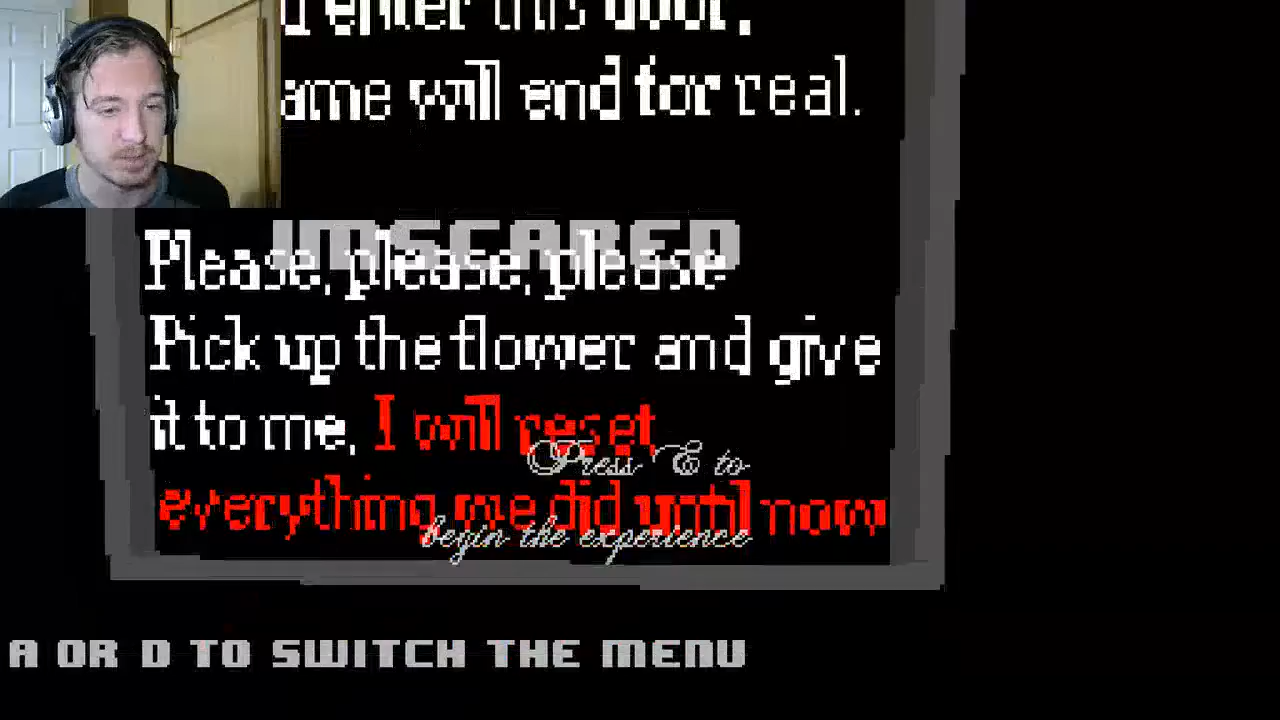 enter this door,
ame will end for real.
IMSCARED
Please, please, please
Pick up the flower and give
it to me, I will reset
Press E to
everything we did until now
begin the experience
A OR D TO SWITCH THE MENU